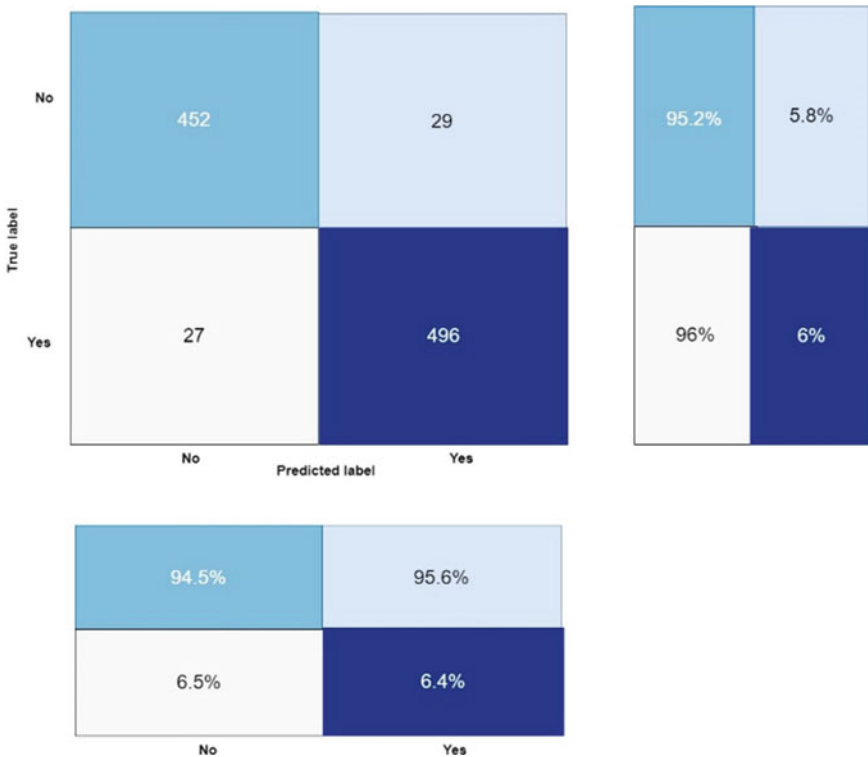 No
452
29
95.2%
5.8%
True label
Yes
27
496
96%
6%
No
Yes
Predicted label
94.5%
95.6%
6.5%
6.4%
No
Yes